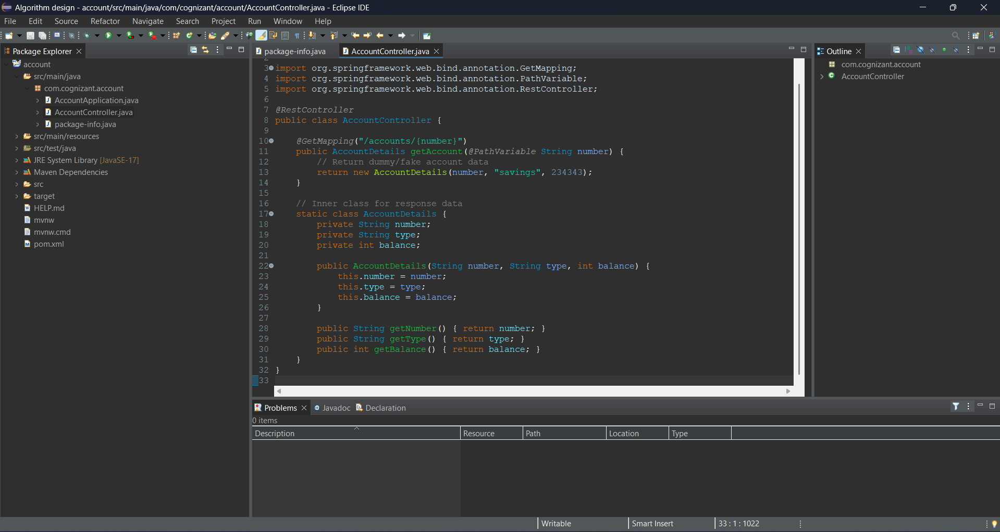 Algorithm design - account/src/main/java/com/cognizant/account/AccountController.java - Eclipse IDE
File Edit Source Refactor Navigate Search Project Run Window Help
Package Explorer
account
src/main/java
com.cognizant.account
AccountApplication.java
AccountController.java
package-info.java
src/main/resources
src/test/java
JRE System Library [JavaSE-17]
Maven Dependencies
src
target
HELP.md
mvnw
mvnw.cmd
pom.xml
package-info.java AccountController.java
3 import org.springframework.web.bind.annotation.GetMapping;
4 import org.springframework.web.bind.annotation.PathVariable;
5 import org.springframework.web.bind.annotation.RestController;
6
7 @RestController
8 public class AccountController {
9
10 @GetMapping("/accounts/{number}")
11 public AccountDetails getAccount(@PathVariable String number) {
12 // Return dummy/fake account data
13 return new AccountDetails(number, "savings", 234343);
14 }
15
16 // Inner class for response data
17 static class AccountDetails {
18 private String number;
19 private String type;
20 private int balance;
21
22 public AccountDetails(String number, String type, int balance) {
23 this.number = number;
24 this.type = type;
25 this.balance = balance;
26 }
27
28 public String getNumber() { return number; }
29 public String getType() { return type; }
30 public int getBalance() { return balance; }
31 }
32 }
33
Outline
com.cognizant.account
AccountController
Problems Javadoc Declaration
0 items
Description Resource Path Location Type
Writable Smart Insert 33 : 1 : 1022